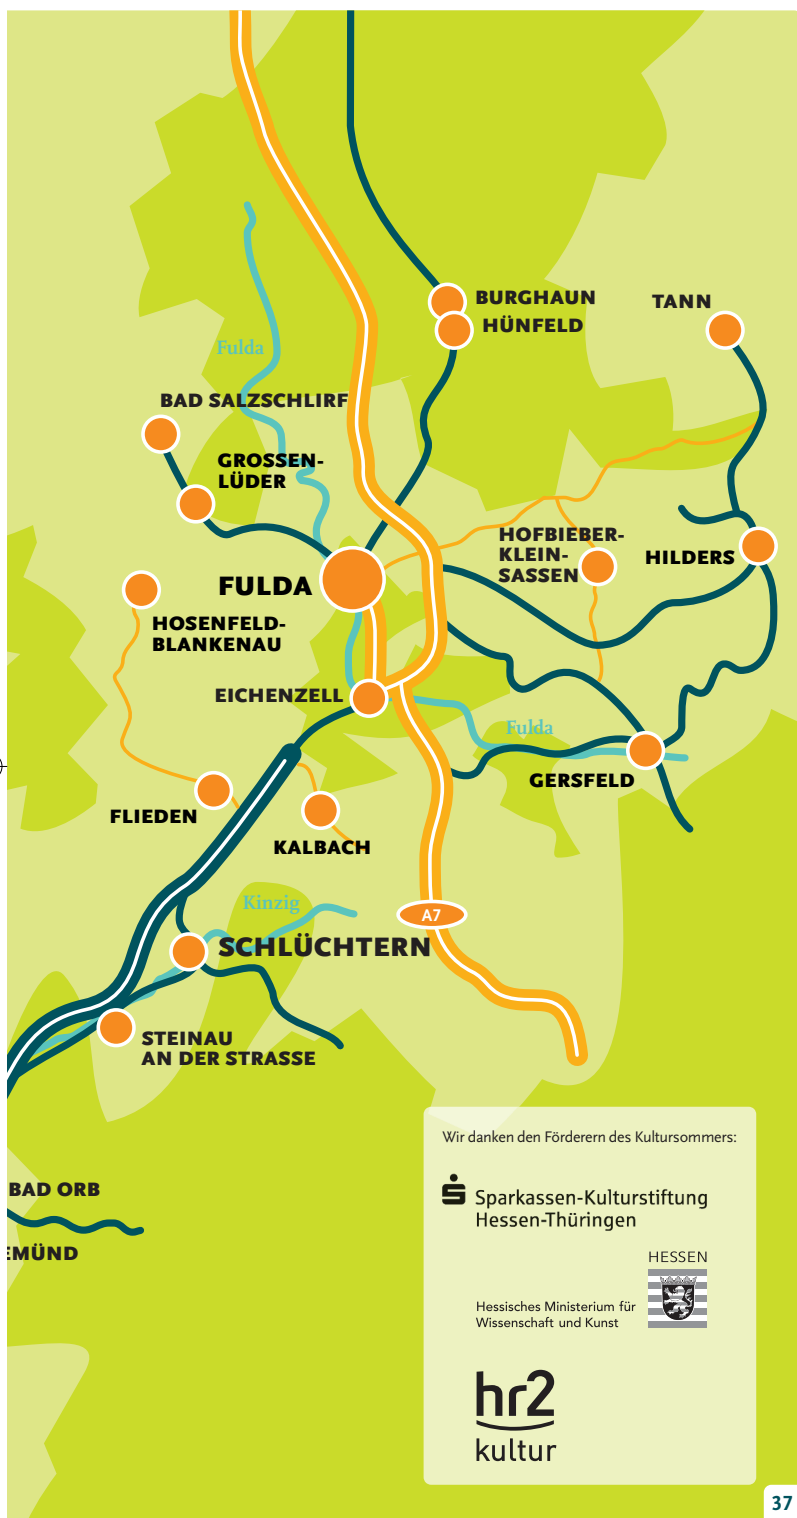 BURGHAUN
TANN
HÜNFELD
Fulda
BAD SALZSCHLIRF
GROSSEN-
LÜDER
HOFBIEBER-
KLEIN-
SASSEN
HILDERS
FULDA
HOSENFELD-
BLANKENAU
EICHENZELL
Fulda
GERSFELD
FLIEDEN
KALBACH
Kinzig
A7
SCHLÜCHTERN
STEINAU
AN DER STRASSE
BAD ORB
EMÜND
Wir danken den Förderern des Kultursommers:
Sparkassen-Kulturstiftung
Hessen-Thüringen
HESSEN
Hessisches Ministerium für
Wissenschaft und Kunst
hr2
kultur
37